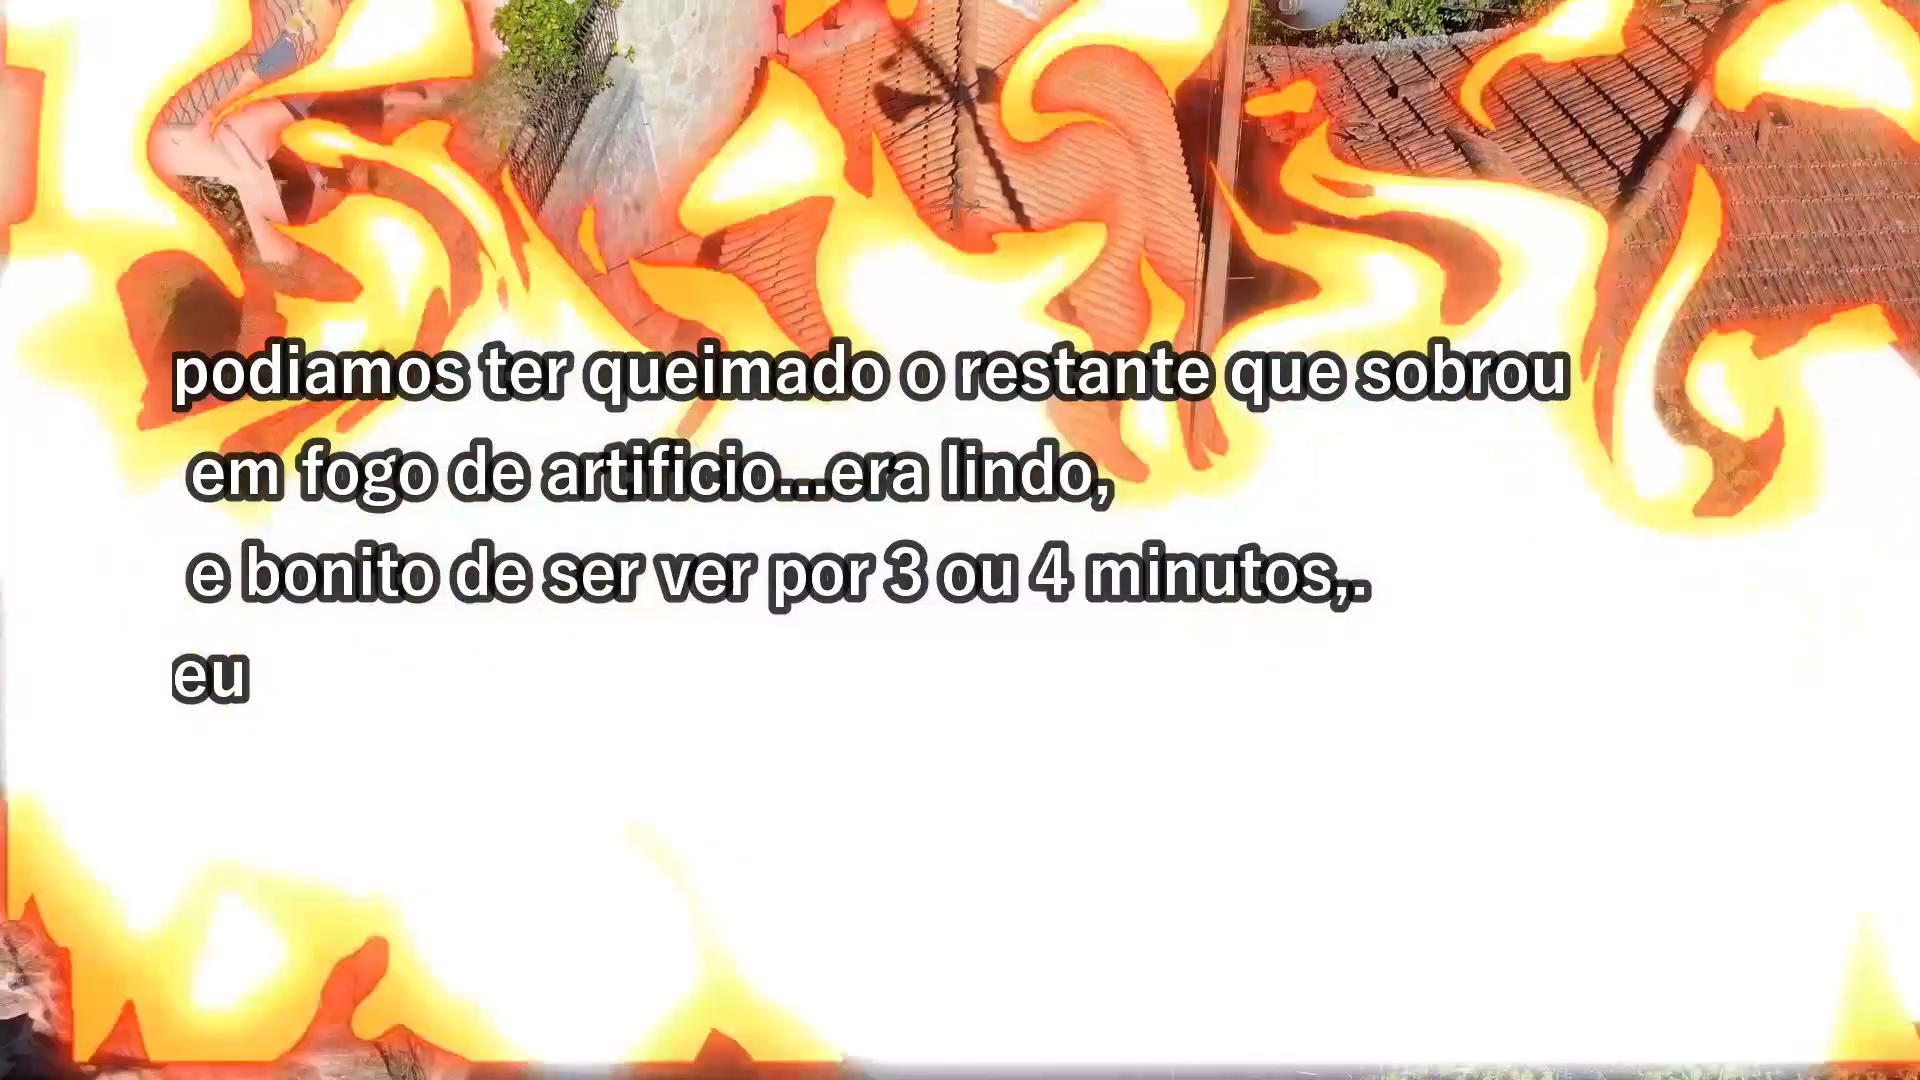 podiamos ter queimado o restante que sobrou
em fogo de artificio...era lindo,
e bonito de ser ver por 3 ou 4 minutos,.
eu